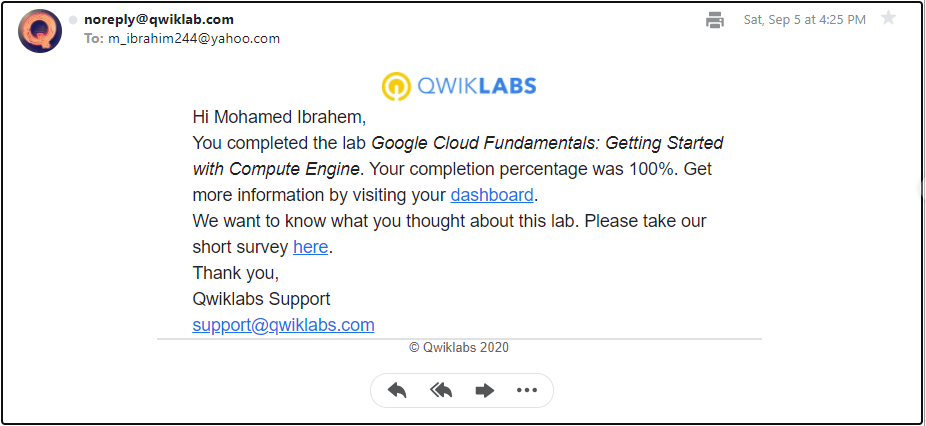 noreply@qwiklab.com
Sat, Sep 5 at 4:25 PM
To: m_ibrahim244@yahoo.com
QWIKLABS
Hi Mohamed Ibrahem,
You completed the lab Google Cloud Fundamentals: Getting Started
with Compute Engine. Your completion percentage was 100%. Get
more information by visiting your dashboard.
We want to know what you thought about this lab. Please take our
short survey here.
Thank you,
Qwiklabs Support
support@qwiklabs.com
© Qwiklabs 2020